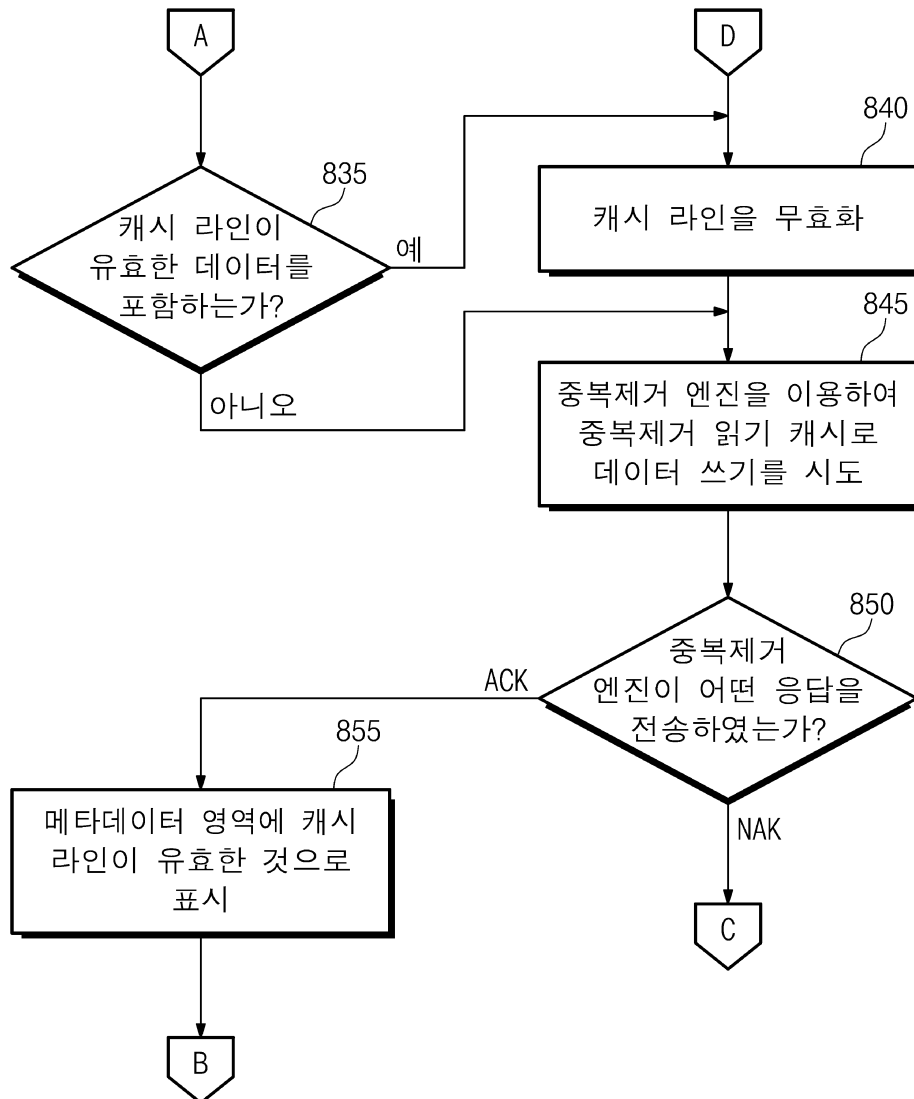 A
D
840
835
캐시 라인이
유효한 데이터를
포함하는가?
예
캐시 라인을 무효화
845
아니오
중복제거 엔진을 이용하여
중복제거 읽기 캐시로
데이터 쓰기를 시도
850
중복제거
엔진이 어떤 응답을
전송하였는가?
ACK
855
메타데이터 영역에 캐시
라인이 유효한 것으로
표시
NAK
C
B